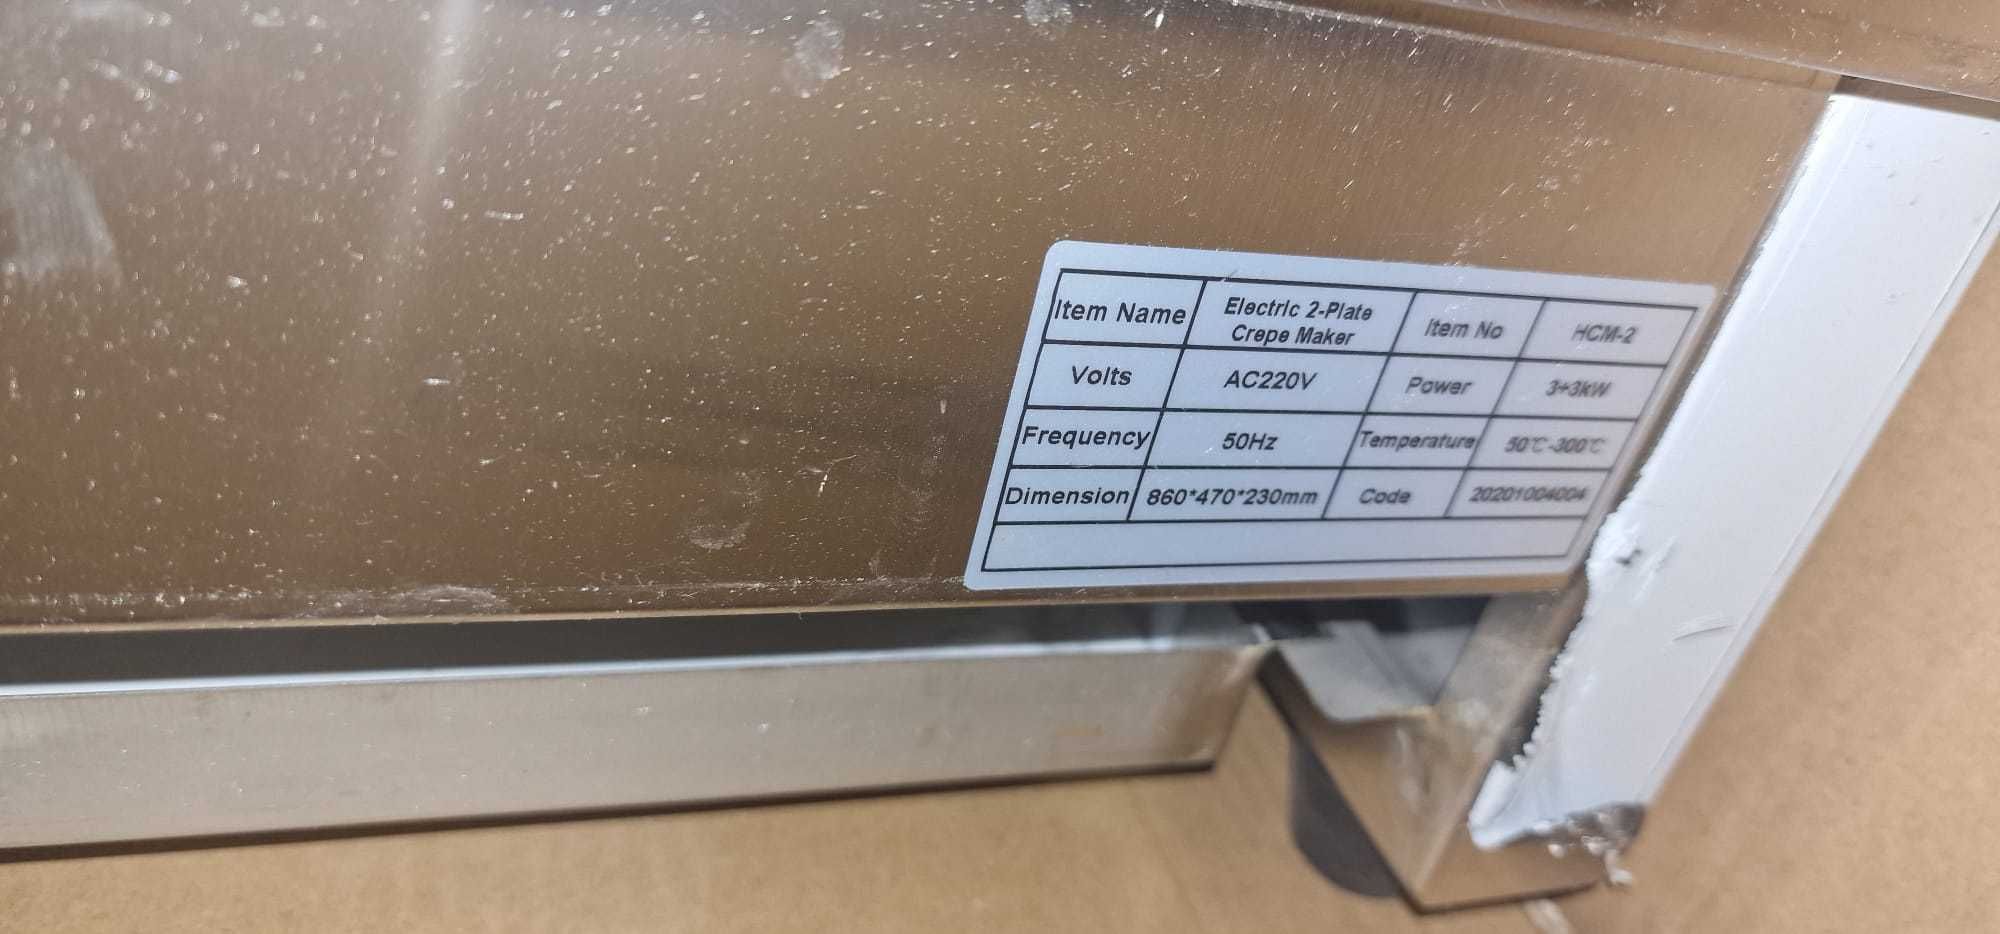 Item Name Electric 2-Plate Crepe Maker Item No HCM-2
Volts AC220V Power 3+3kW
Frequency 50Hz Temperature 50℃-300℃
Dimension 860*470*230mm Code 20201004004